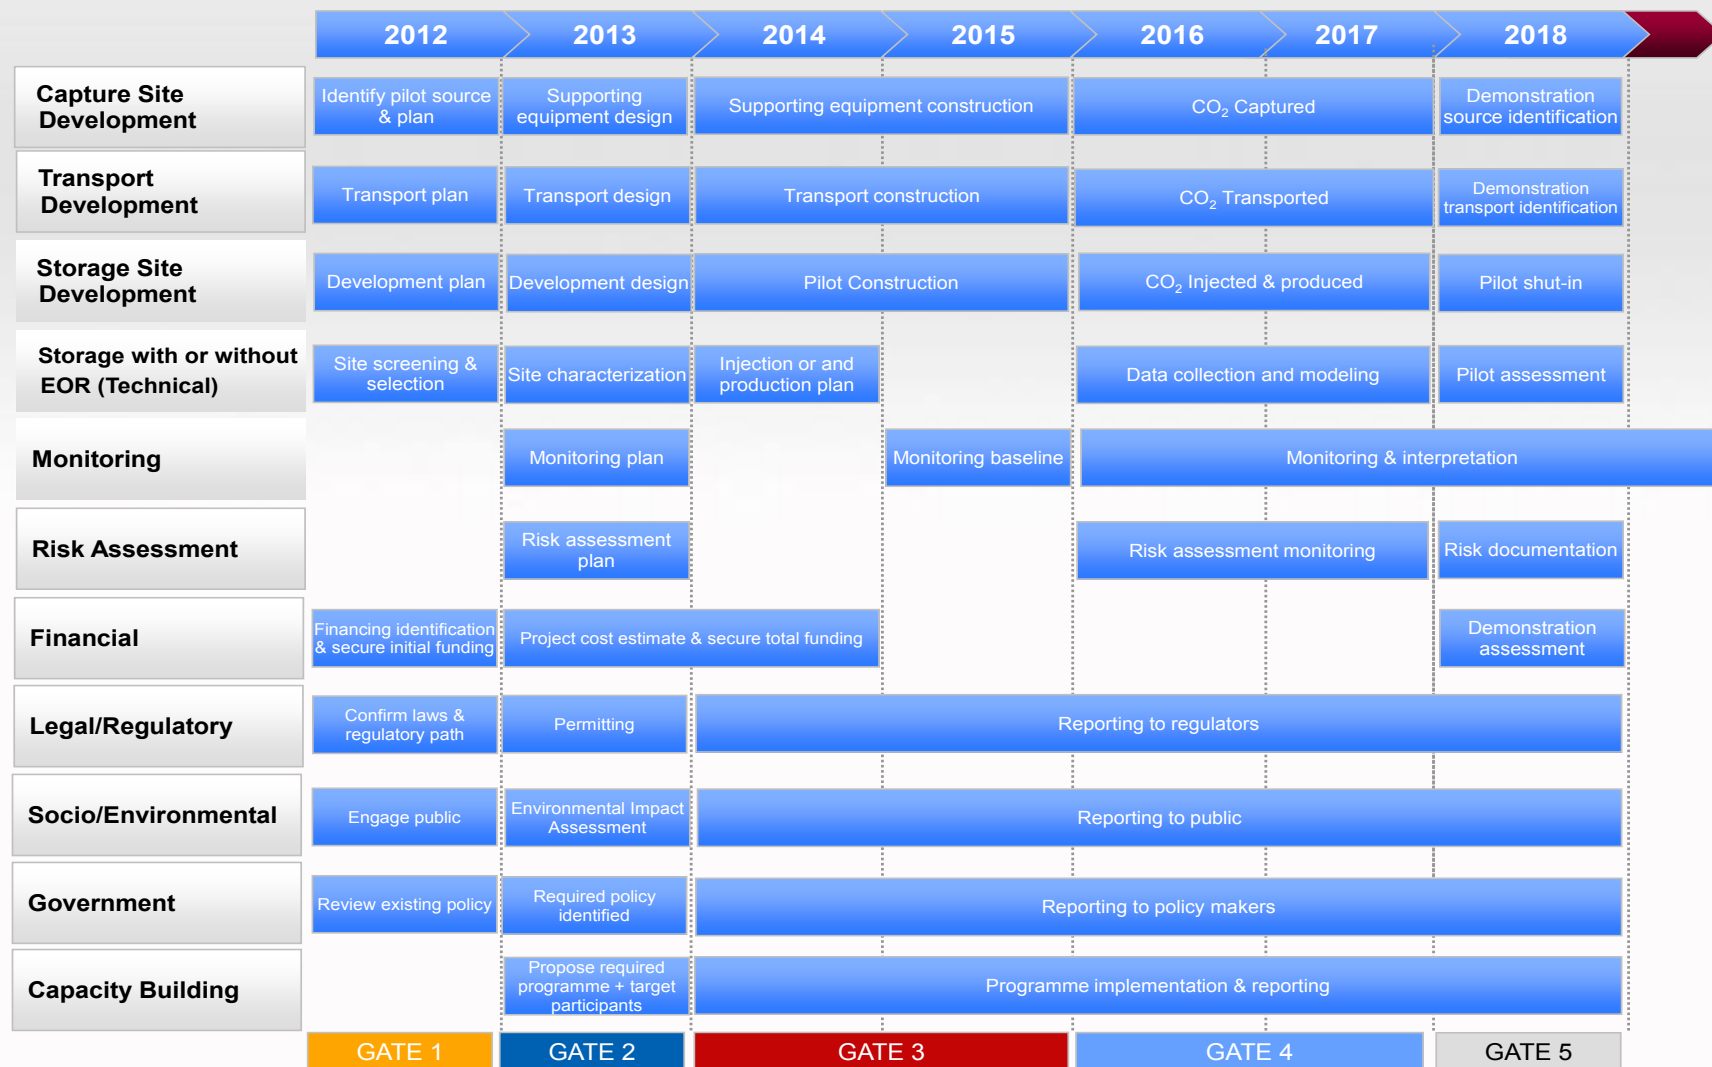 2012 2013 2014 2015 2016 2017 2018
Capture Site
Development
Identify pilot source
& plan
Supporting
equipment design
Supporting equipment construction
CO₂ Captured
Demonstration
source identification
Transport
Development
Transport plan
Transport design
Transport construction
CO₂ Transported
Demonstration
transport identification
Storage Site
Development
Development plan
Development design
Pilot Construction
CO₂ Injected & produced
Pilot shut-in
Storage with or without
EOR (Technical)
Site screening &
selection
Site characterization
Injection or and
production plan
Data collection and modeling
Pilot assessment
Monitoring
Monitoring plan
Monitoring baseline
Monitoring & interpretation
Risk Assessment
Risk assessment
plan
Risk assessment monitoring
Risk documentation
Financial
Financing identification
& secure initial funding
Project cost estimate & secure total funding
Demonstration
assessment
Legal/Regulatory
Confirm laws &
regulatory path
Permitting
Reporting to regulators
Socio/Environmental
Engage public
Environmental Impact
Assessment
Reporting to public
Government
Review existing policy
Required policy
identified
Reporting to policy makers
Capacity Building
Propose required
programme + target
participants
Programme implementation & reporting
GATE 1 GATE 2 GATE 3 GATE 4 GATE 5